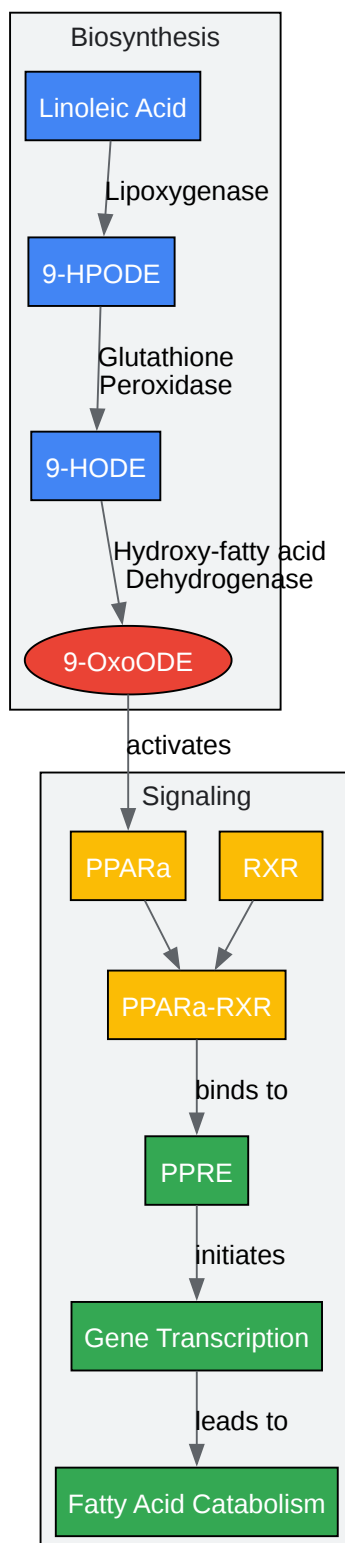 Biosynthesis
Linoleic Acid
Lipoxygenase
9-HPODE
Glutathione
Peroxidase
9-HODE
Hydroxy-fatty acid
Dehydrogenase
9-OxoODE
activates
Signaling
PPARa
RXR
PPARa-RXR
binds to
PPRE
initiates
Gene Transcription
leads to
Fatty Acid Catabolism